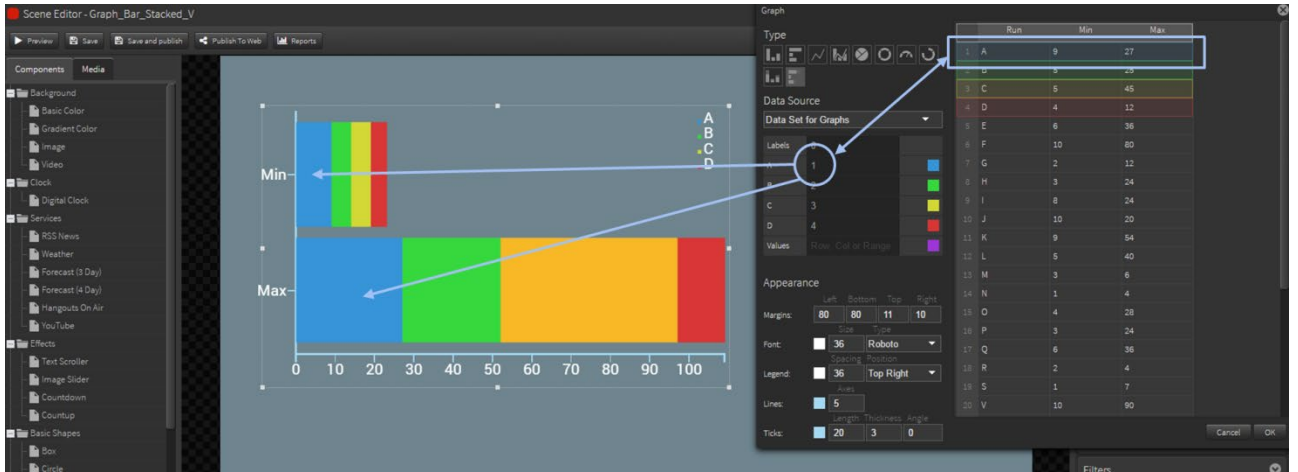 Scene Editor - Graph_Bar_Stacked_V
Preview Save Save and publish Publish To Web Reports
Components Media
Background
Basic Color
Gradient Color
Image
Video
Clock
Digital Clock
Services
RSS News
Weather
Forecast (3 Day)
Forecast (4 Day)
Hangouts On Air
YouTube
Effects
Text Scroller
Image Slider
Countdown
Countup
Basic Shapes
Box
Circle
A
B
C
D
Min
Max
0 10 20 30 40 50 60 70 80 90 100
Graph
Type
Data Source
Data Set for Graphs
Labels 0
A 1
B 2
C 3
D 4
Values Row, Col or Range
Appearance
Left Bottom Top Right
Margins: 80 80 11 10
Size Type
Font: 36 Roboto
Spacing Position
Legend: 36 Top Right
Axes
Lines: 5
Length Thickness Angle
Ticks: 20 3 0
Run Min Max
1 A 9 27
2 B 5 25
3 C 5 45
4 D 4 12
5 E 6 36
6 F 10 80
7 G 2 12
8 H 3 24
9 I 8 24
10 J 10 20
11 K 9 54
12 L 5 40
13 M 3 6
14 N 1 4
15 O 4 28
16 P 3 24
17 Q 6 36
18 R 2 4
19 S 1 7
20 V 10 90
Cancel OK
Filters